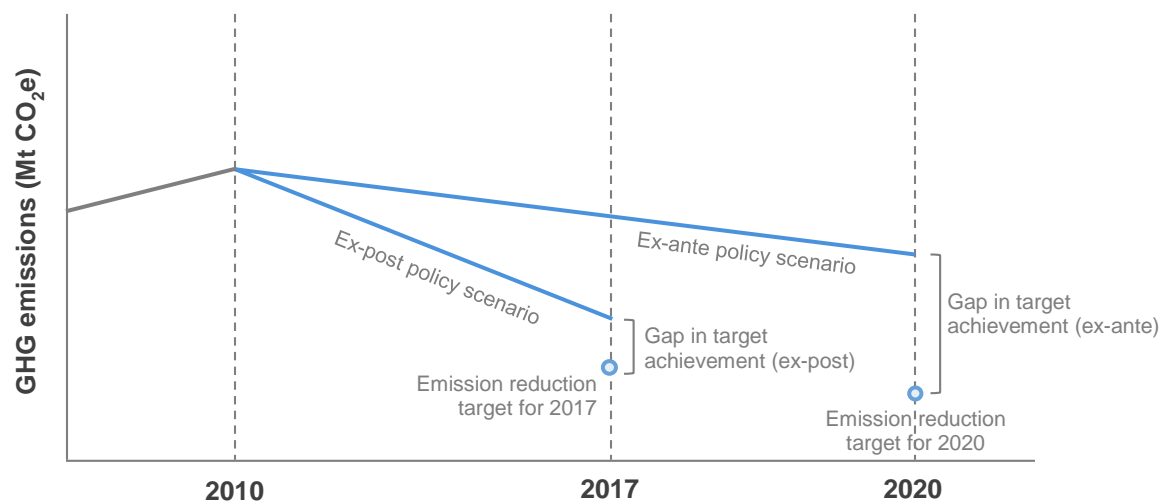 GHG emissions (Mt CO₂e)
Ex-post policy scenario
Ex-ante policy scenario
Gap in target
achievement (ex-ante)
Gap in target
achievement (ex-post)
Emission reduction
target for 2017
Emission reduction
target for 2020
2010
2017
2020